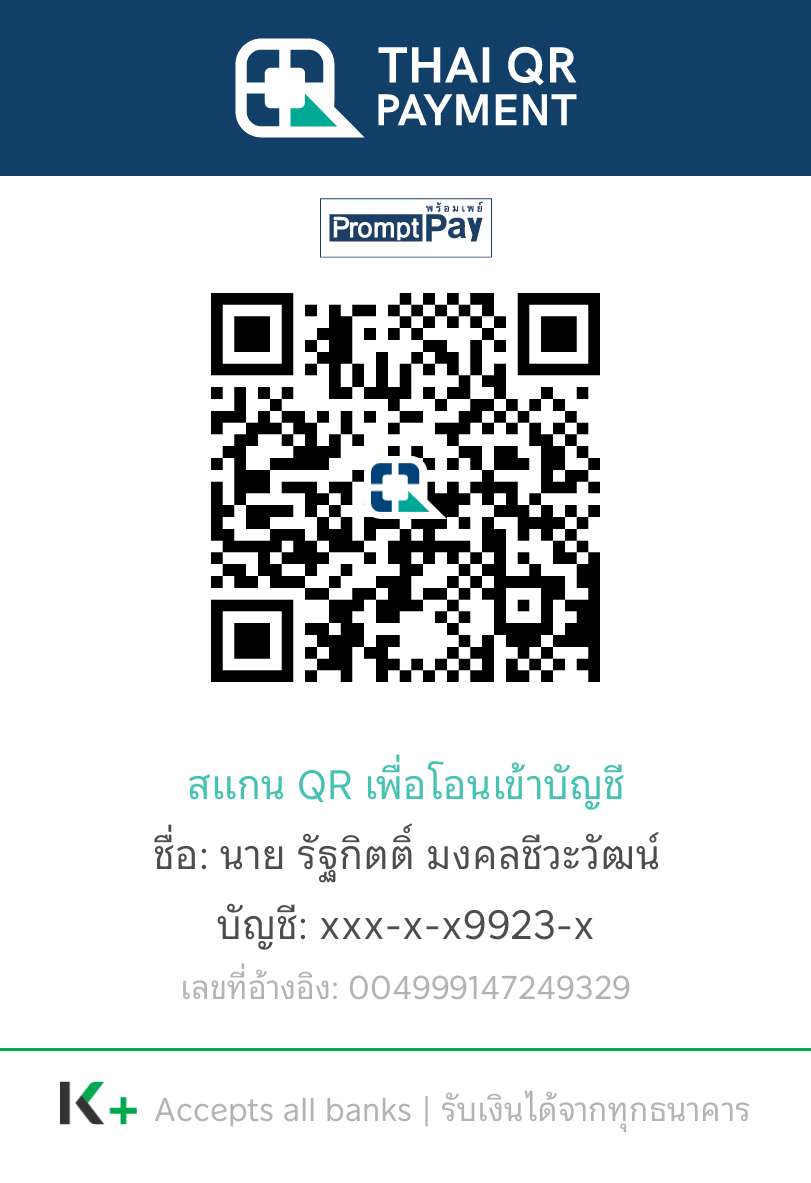 THAI QR
PAYMENT
พร้อมเพย์
PromptPay
สแกน QR เพื่อโอนเข้าบัญชี
ชื่อ: นาย รัฐกิตติ์ มงคลชีวะวัฒน์
บัญชี: xxx-x-x9923-x
เลขที่อ้างอิง: 004999147249329
K+ Accepts all banks | รับเงินได้จากทุกธนาคาร